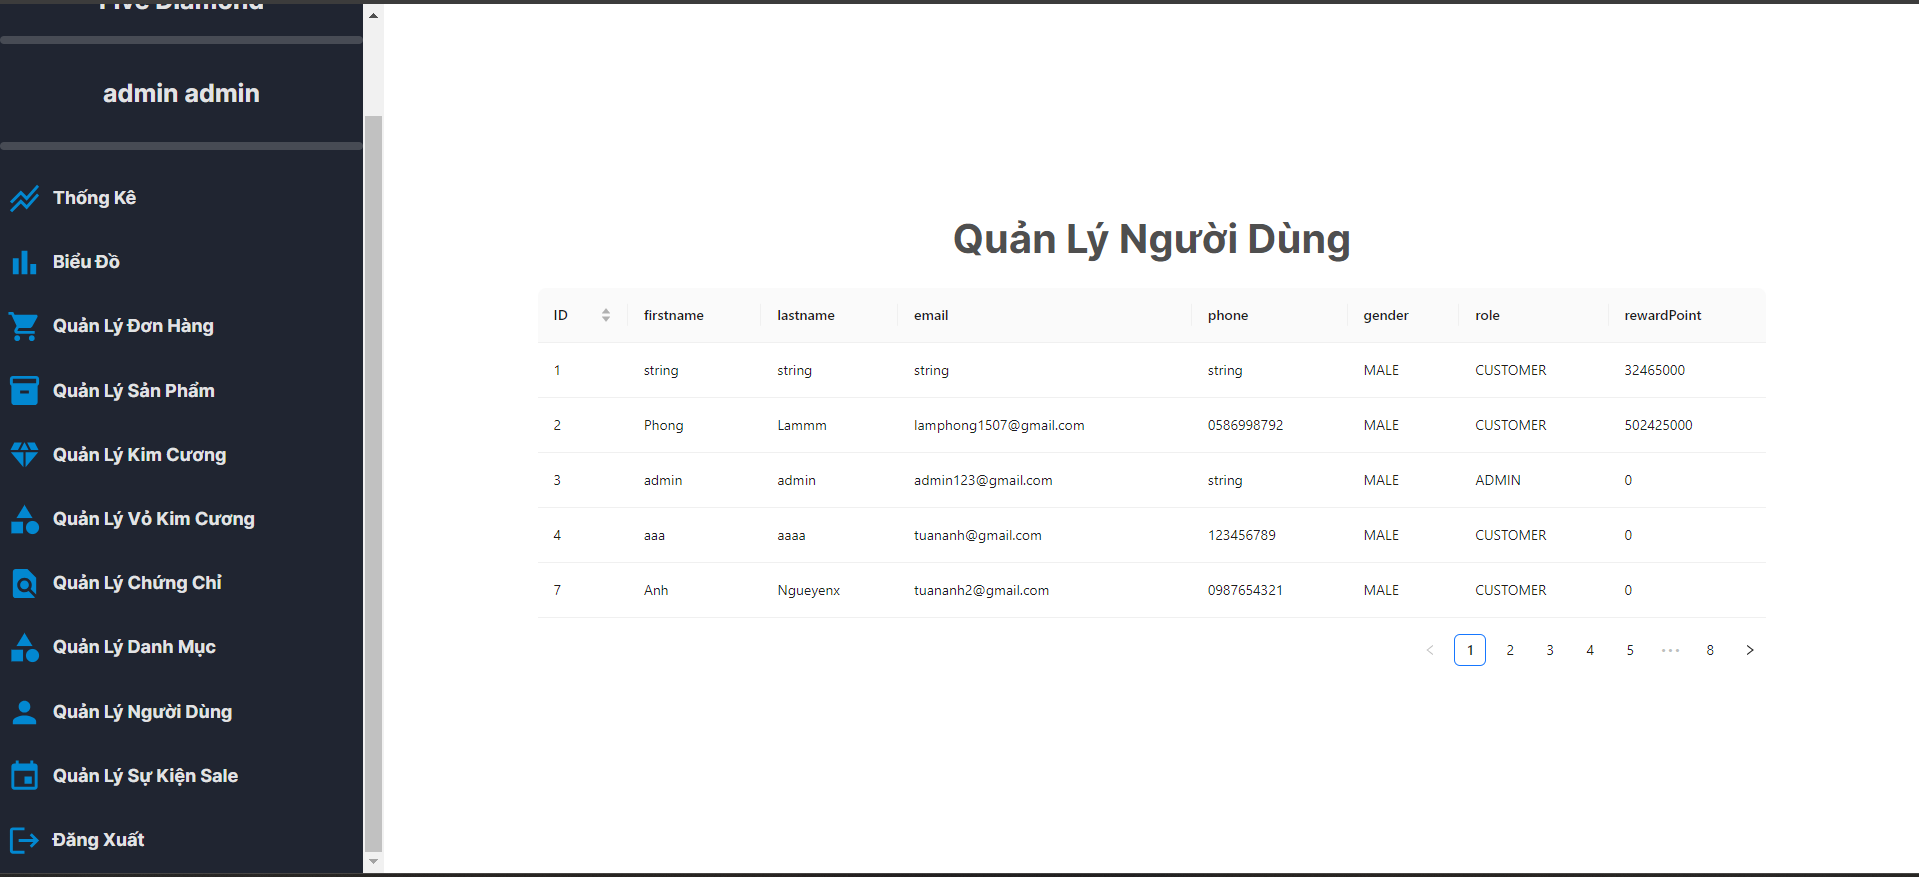 Five Diamond
admin admin
Thống Kê
Biểu Đồ
Quản Lý Đơn Hàng
Quản Lý Sản Phẩm
Quản Lý Kim Cương
Quản Lý Vỏ Kim Cương
Quản Lý Chứng Chỉ
Quản Lý Danh Mục
Quản Lý Người Dùng
Quản Lý Sự Kiện Sale
Đăng Xuất
Quản Lý Người Dùng
ID firstname lastname email phone gender role rewardPoint
1 string string string string MALE CUSTOMER 32465000
2 Phong Lammm lamphong1507@gmail.com 0586998792 MALE CUSTOMER 502425000
3 admin admin admin123@gmail.com string MALE ADMIN 0
4 aaa aaaa tuananh@gmail.com 123456789 MALE CUSTOMER 0
7 Anh Ngueyenx tuananh2@gmail.com 0987654321 MALE CUSTOMER 0
< 1 2 3 4 5 ••• 8 >